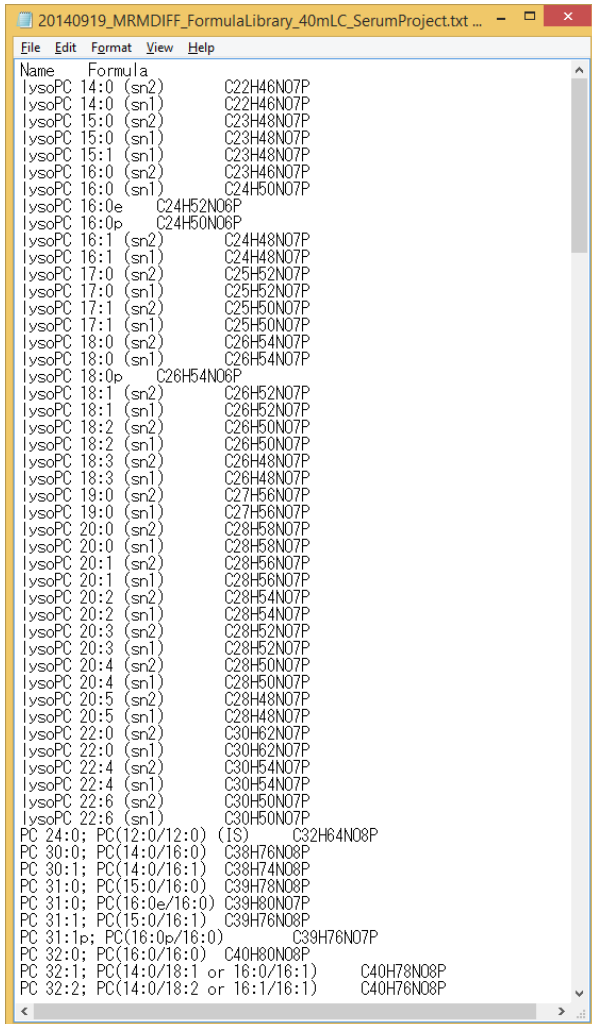 20140919_MRMDIFF_FormulaLibrary_40mLC_SerumProject.txt ...
File Edit Format View Help
Name Formula
lysoPC 14:0 (sn2) C22H46NO7P
lysoPC 14:0 (sn1) C22H46NO7P
lysoPC 15:0 (sn2) C23H48NO7P
lysoPC 15:0 (sn1) C23H48NO7P
lysoPC 15:1 (sn1) C23H48NO7P
lysoPC 16:0 (sn2) C23H46NO7P
lysoPC 16:0 (sn1) C24H50NO7P
lysoPC 16:0e C24H52NO6P
lysoPC 16:0p C24H50NO6P
lysoPC 16:1 (sn2) C24H48NO7P
lysoPC 16:1 (sn1) C24H48NO7P
lysoPC 17:0 (sn2) C25H52NO7P
lysoPC 17:0 (sn1) C25H52NO7P
lysoPC 17:1 (sn2) C25H50NO7P
lysoPC 17:1 (sn1) C25H50NO7P
lysoPC 18:0 (sn2) C26H54NO7P
lysoPC 18:0 (sn1) C26H54NO7P
lysoPC 18:0p C26H54NO6P
lysoPC 18:1 (sn2) C26H52NO7P
lysoPC 18:1 (sn1) C26H52NO7P
lysoPC 18:2 (sn2) C26H50NO7P
lysoPC 18:2 (sn1) C26H50NO7P
lysoPC 18:3 (sn2) C26H48NO7P
lysoPC 18:3 (sn1) C26H48NO7P
lysoPC 19:0 (sn2) C27H56NO7P
lysoPC 19:0 (sn1) C27H56NO7P
lysoPC 20:0 (sn2) C28H58NO7P
lysoPC 20:0 (sn1) C28H58NO7P
lysoPC 20:1 (sn2) C28H56NO7P
lysoPC 20:1 (sn1) C28H56NO7P
lysoPC 20:2 (sn2) C28H54NO7P
lysoPC 20:2 (sn1) C28H54NO7P
lysoPC 20:3 (sn2) C28H52NO7P
lysoPC 20:3 (sn1) C28H52NO7P
lysoPC 20:4 (sn2) C28H50NO7P
lysoPC 20:4 (sn1) C28H50NO7P
lysoPC 20:5 (sn2) C28H48NO7P
lysoPC 20:5 (sn1) C28H48NO7P
lysoPC 22:0 (sn2) C30H62NO7P
lysoPC 22:0 (sn1) C30H62NO7P
lysoPC 22:4 (sn2) C30H54NO7P
lysoPC 22:4 (sn1) C30H54NO7P
lysoPC 22:6 (sn2) C30H50NO7P
lysoPC 22:6 (sn1) C30H50NO7P
PC 24:0; PC(12:0/12:0) (IS) C32H64NO8P
PC 30:0; PC(14:0/16:0) C38H76NO8P
PC 30:1; PC(14:0/16:1) C38H74NO8P
PC 31:0; PC(15:0/16:0) C39H78NO8P
PC 31:0; PC(16:0e/16:0) C39H80NO7P
PC 31:1; PC(15:0/16:1) C39H76NO8P
PC 31:1p; PC(16:0p/16:0) C39H76NO7P
PC 32:0; PC(16:0/16:0) C40H80NO8P
PC 32:1; PC(14:0/18:1 or 16:0/16:1) C40H78NO8P
PC 32:2; PC(14:0/18:2 or 16:1/16:1) C40H76NO8P